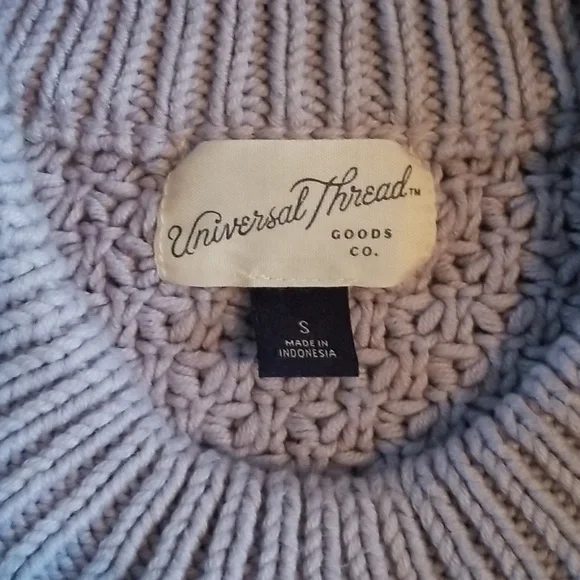 Universal Thread™
GOODS
CO.
S
MADE IN
INDONESIA